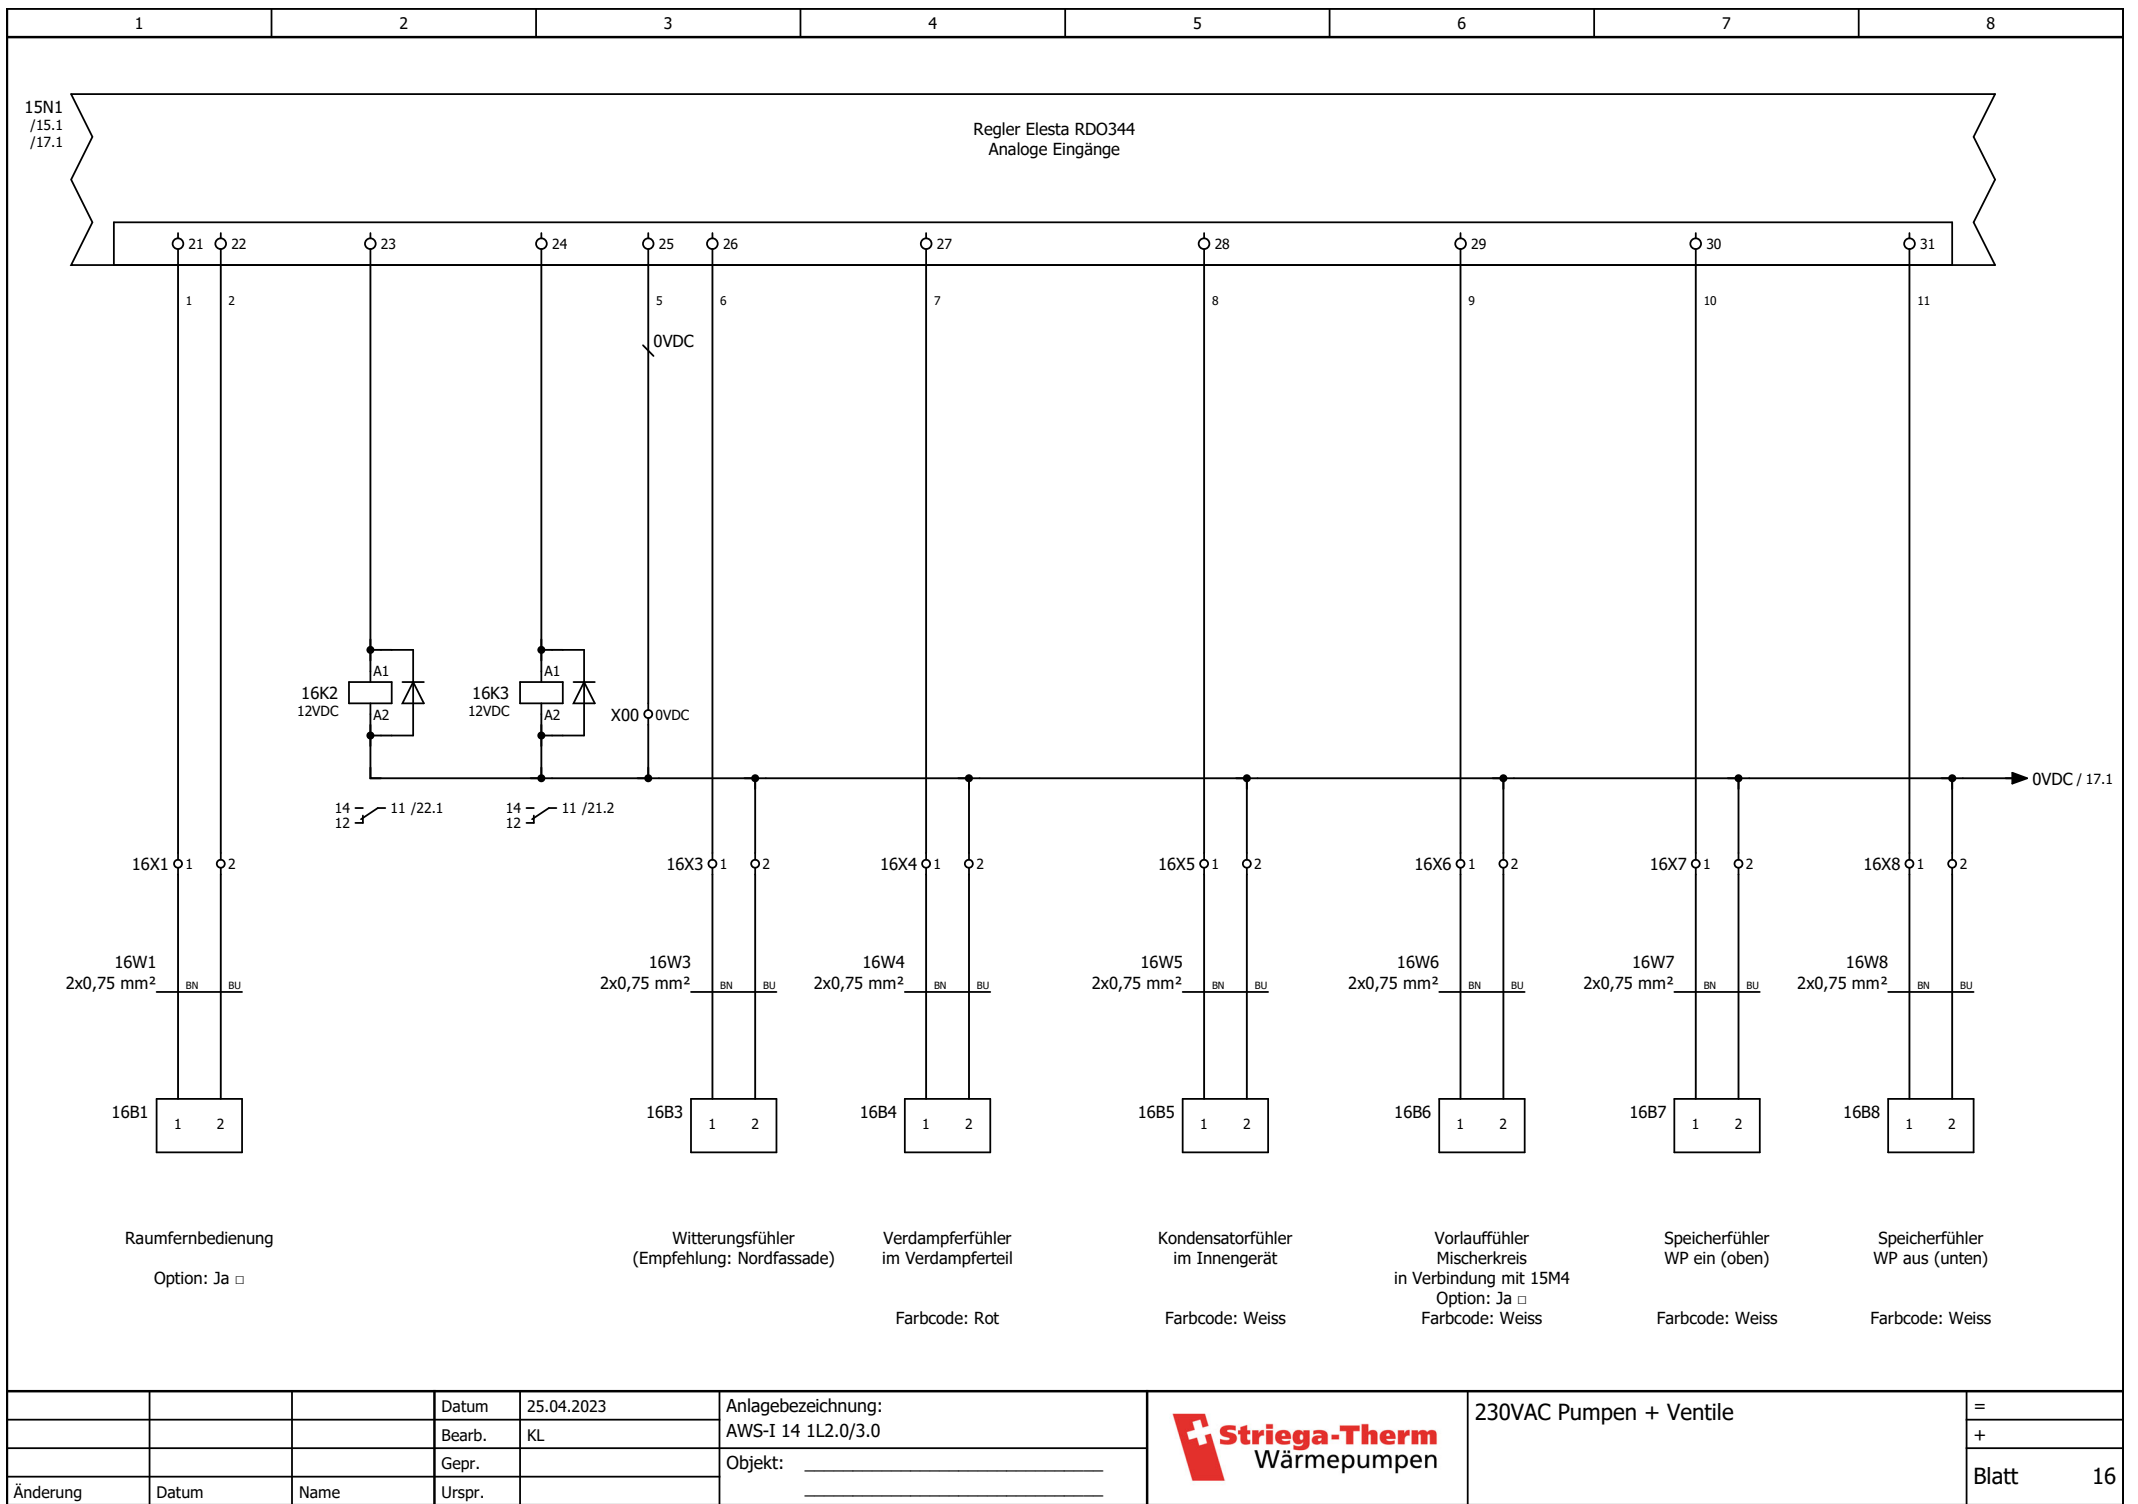 1 2 3 4 5 6 7 8
15N1
/15.1
/17.1
Regler Elesta RDO344
Analoge Eingänge
21 22 23 24 25 26 27 28 29 30 31
1 2 5 6 7 8 9 10 11
0VDC
16K2
12VDC
A1
A2
16K3
12VDC
A1
A2
X00 0VDC
0VDC / 17.1
14 11 /22.1
12
14 11 /21.2
12
16X1 1 2
16X3 1 2
16X4 1 2
16X5 1 2
16X6 1 2
16X7 1 2
16X8 1 2
16W1
2x0,75 mm² BN BU
16W3
2x0,75 mm² BN BU
16W4
2x0,75 mm² BN BU
16W5
2x0,75 mm² BN BU
16W6
2x0,75 mm² BN BU
16W7
2x0,75 mm² BN BU
16W8
2x0,75 mm² BN BU
16B1 1 2
16B3 1 2
16B4 1 2
16B5 1 2
16B6 1 2
16B7 1 2
16B8 1 2
Raumfernbedienung
Option: Ja □
Witterungsfühler
(Empfehlung: Nordfassade)
Verdampferfühler
im Verdampferteil
Farbcode: Rot
Kondensatorfühler
im Innengerät
Farbcode: Weiss
Vorlauffühler
Mischerkreis
in Verbindung mit 15M4
Option: Ja □
Farbcode: Weiss
Speicherfühler
WP ein (oben)
Farbcode: Weiss
Speicherfühler
WP aus (unten)
Farbcode: Weiss
Änderung Datum Name
Datum 25.04.2023
Bearb. KL
Gepr.
Urspr.
Anlagebezeichnung:
AWS-I 14 1L2.0/3.0
Objekt:
Striega-Therm
Wärmepumpen
230VAC Pumpen + Ventile
=
+
Blatt 16